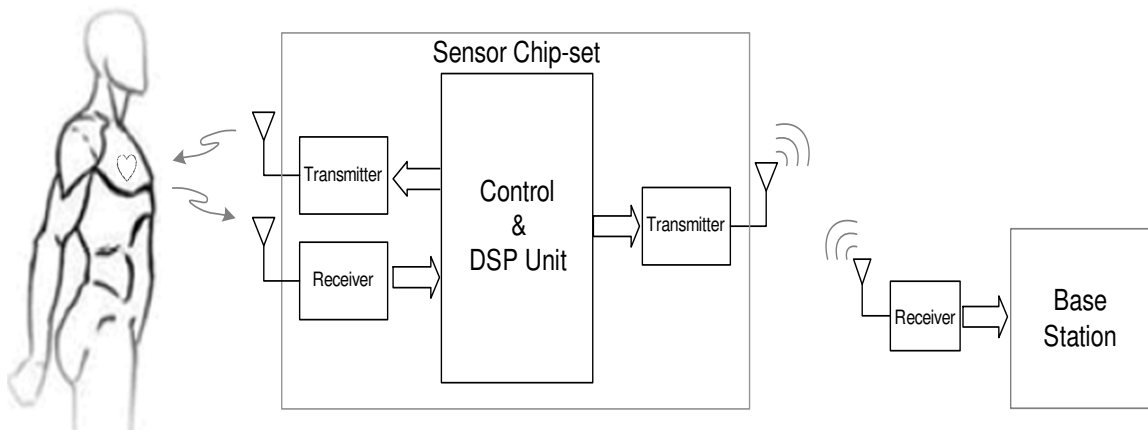 Sensor Chip-set
Transmitter
Control
&
DSP Unit
Transmitter
Receiver
Receiver
Base
Station